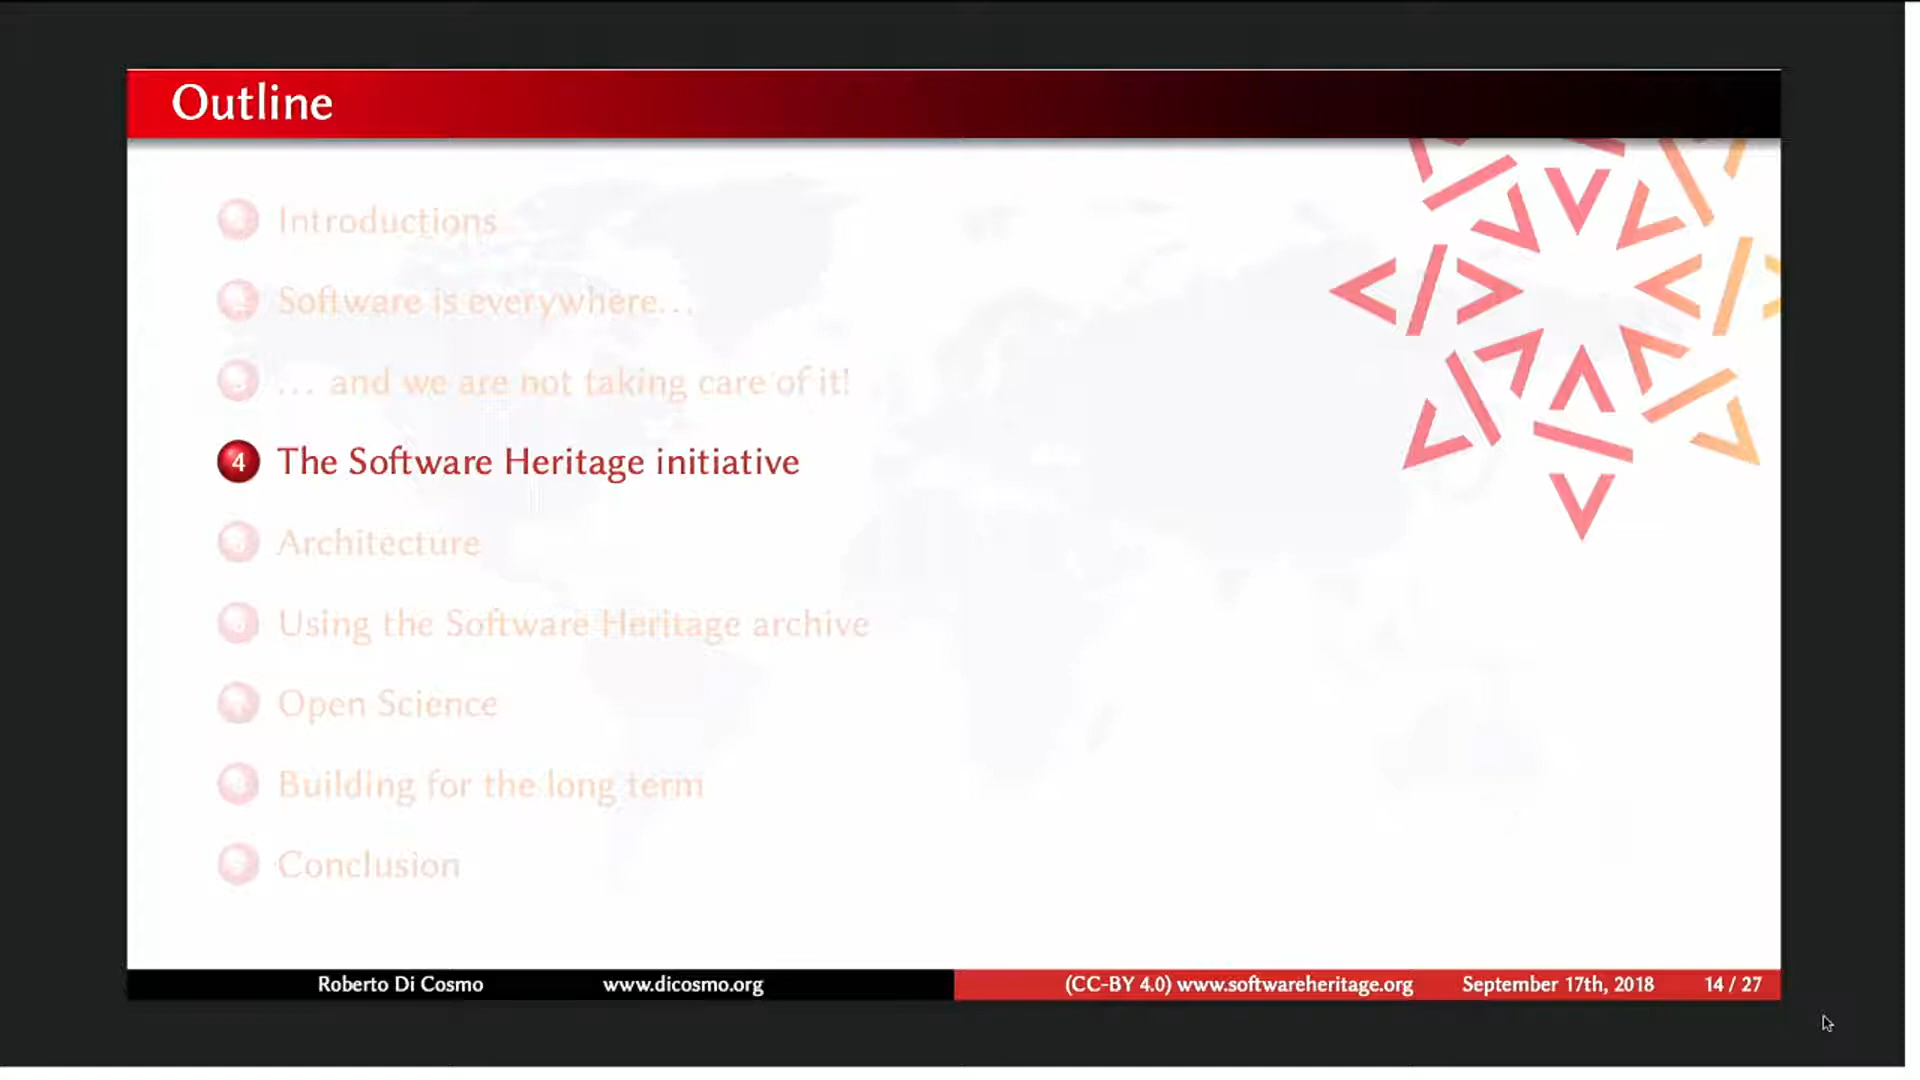 Outline
Introductions
Software is everywhere...
... and we are not taking care of it!
4 The Software Heritage initiative
Architecture
Using the Software Heritage archive
Open Science
Building for the long term
Conclusion
Roberto Di Cosmo www.dicosmo.org (CC-BY 4.0) www.softwareheritage.org September 17th, 2018 14 / 27